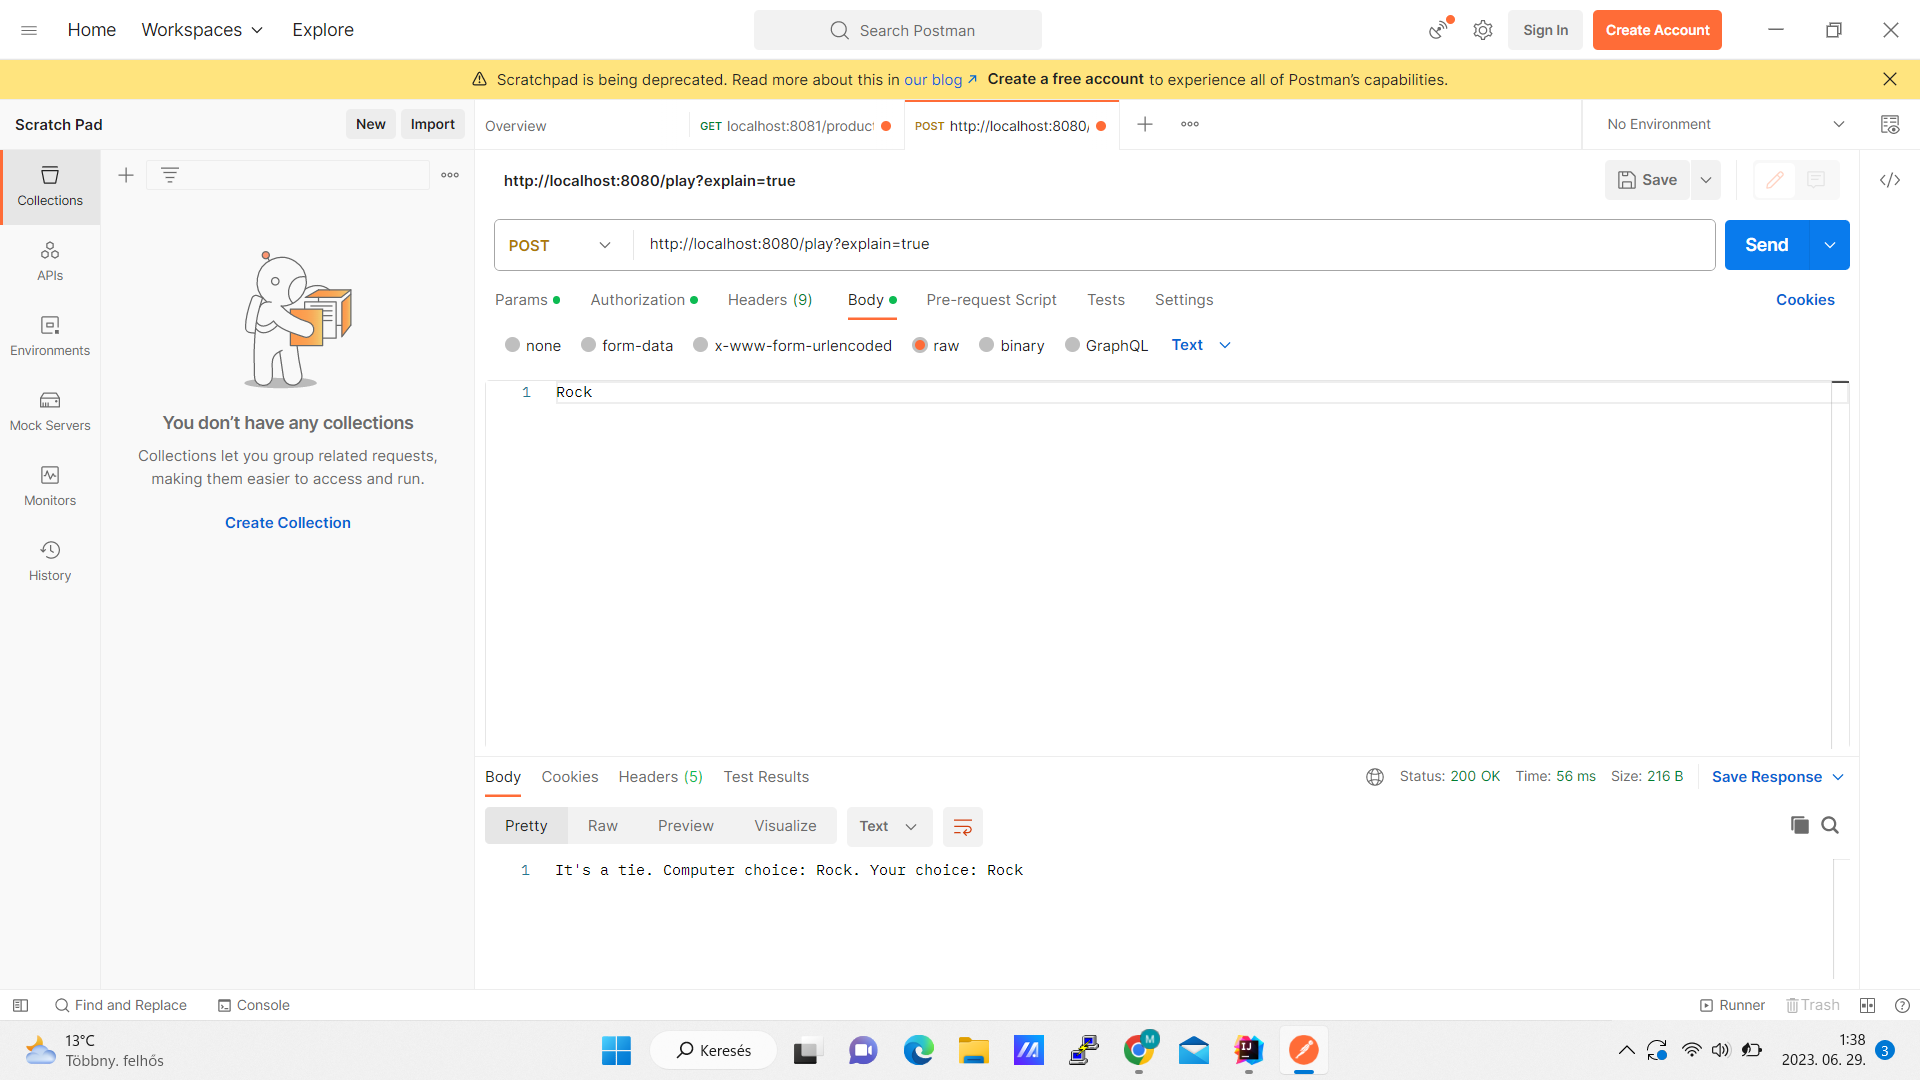 Home
Workspaces
Explore
Search Postman
Sign In
Create Account
Scratchpad is being deprecated. Read more about this in our blog ↗ Create a free account to experience all of Postman’s capabilities.
Scratch Pad
New
Import
Overview
GET localhost:8081/product
POST http://localhost:8080/
No Environment
Collections
APIs
Environments
Mock Servers
Monitors
History
You don’t have any collections
Collections let you group related requests,
making them easier to access and run.
Create Collection
http://localhost:8080/play?explain=true
Save
POST
http://localhost:8080/play?explain=true
Send
Params
Authorization
Headers (9)
Body
Pre-request Script
Tests
Settings
Cookies
none
form-data
x-www-form-urlencoded
raw
binary
GraphQL
Text
1 Rock
Body
Cookies
Headers (5)
Test Results
Status: 200 OK
Time: 56 ms
Size: 216 B
Save Response
Pretty
Raw
Preview
Visualize
Text
1 It's a tie. Computer choice: Rock. Your choice: Rock
Find and Replace
Console
Runner
Trash
13°C
Többny. felhős
Keresés
M
IJ
1:38
2023. 06. 29.
3